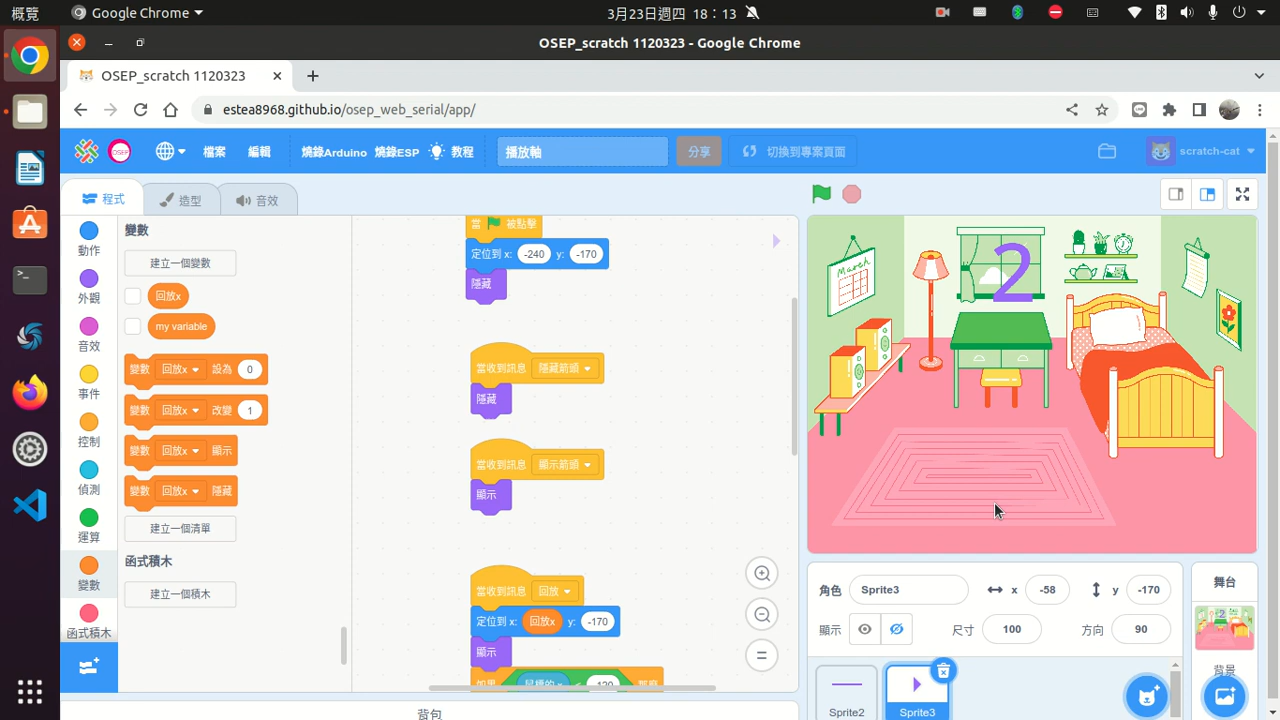 概覽
Google Chrome
3月23日週四 18：13
OSEP_scratch 1120323 - Google Chrome
OSEP_scratch 1120323
estea8968.github.io/osep_web_serial/app/
OSEP
檔案
編輯
燒錄Arduino
燒錄ESP
教程
播放軸
分享
切換到專案頁面
scratch-cat
程式
造型
音效
動作
外觀
音效
事件
控制
偵測
運算
變數
函式積木
變數
建立一個變數
回放x
my variable
變數 回放x 設為 0
變數 回放x 改變 1
變數 回放x 顯示
變數 回放x 隱藏
建立一個清單
函式積木
建立一個積木
當 被點擊
定位到 x: -240 y: -170
隱藏
當收到訊息 隱藏箭頭
隱藏
當收到訊息 顯示箭頭
顯示
當收到訊息 回放
定位到 x: 回放x y: -170
顯示
如果 鼠標的 x < -120 那麼
背包
March
2
角色 Sprite3 x -58 y -170
顯示 尺寸 100 方向 90
Sprite2
Sprite3
舞台
背景